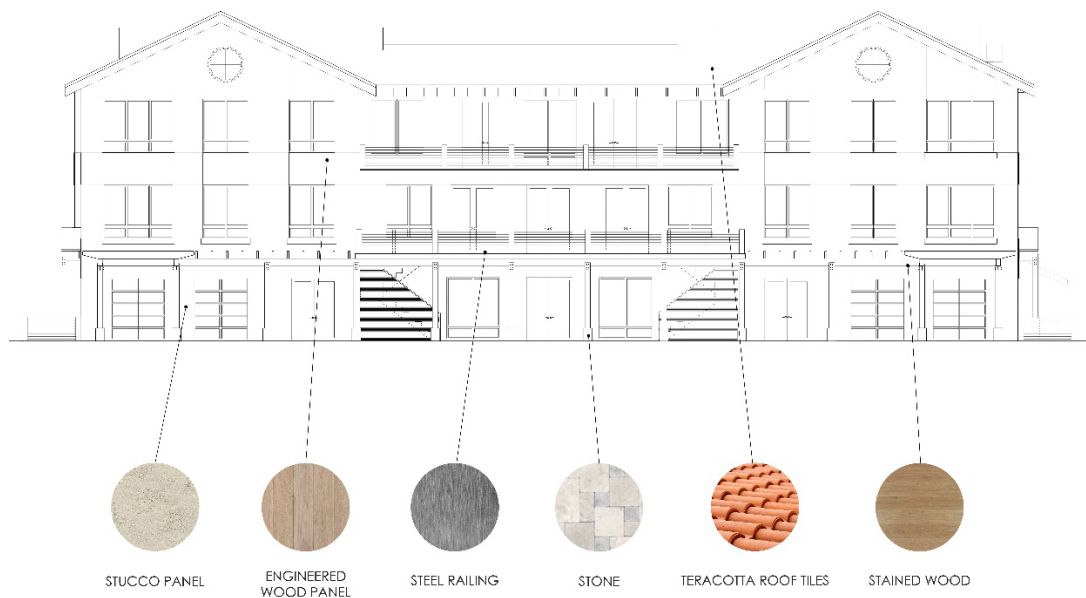 STUCCO PANEL
ENGINEERED
WOOD PANEL
STEEL RAILING
STONE
TERACOTTA ROOF TILES
STAINED WOOD